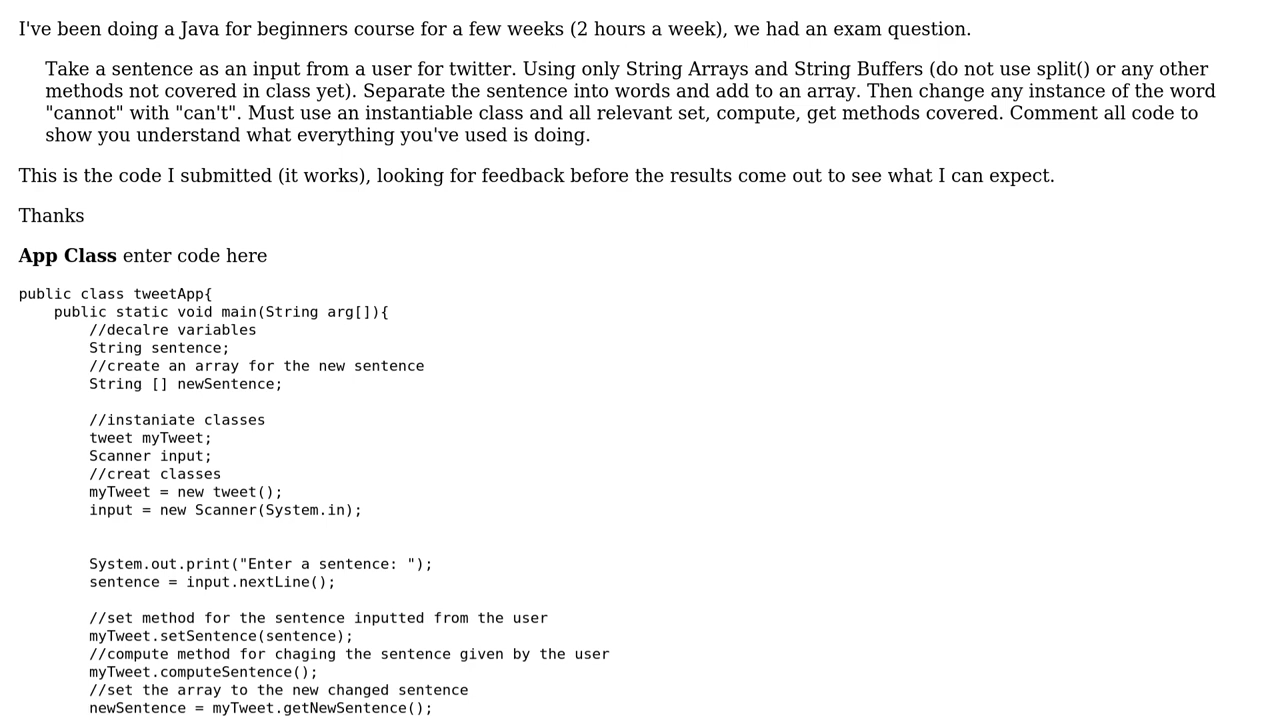 I've been doing a Java for beginners course for a few weeks (2 hours a week), we had an exam question.
Take a sentence as an input from a user for twitter. Using only String Arrays and String Buffers (do not use split() or any other
methods not covered in class yet). Separate the sentence into words and add to an array. Then change any instance of the word
"cannot" with "can't". Must use an instantiable class and all relevant set, compute, get methods covered. Comment all code to
show you understand what everything you've used is doing.
This is the code I submitted (it works), looking for feedback before the results come out to see what I can expect.
Thanks
App Class enter code here
public class tweetApp{
    public static void main(String arg[]){
        //decalre variables
        String sentence;
        //create an array for the new sentence
        String [] newSentence;
        //instaniate classes
        tweet myTweet;
        Scanner input;
        //creat classes
        myTweet = new tweet();
        input = new Scanner(System.in);
        System.out.print("Enter a sentence: ");
        sentence = input.nextLine();
        //set method for the sentence inputted from the user
        myTweet.setSentence(sentence);
        //compute method for chaging the sentence given by the user
        myTweet.computeSentence();
        //set the array to the new changed sentence
        newSentence = myTweet.getNewSentence();